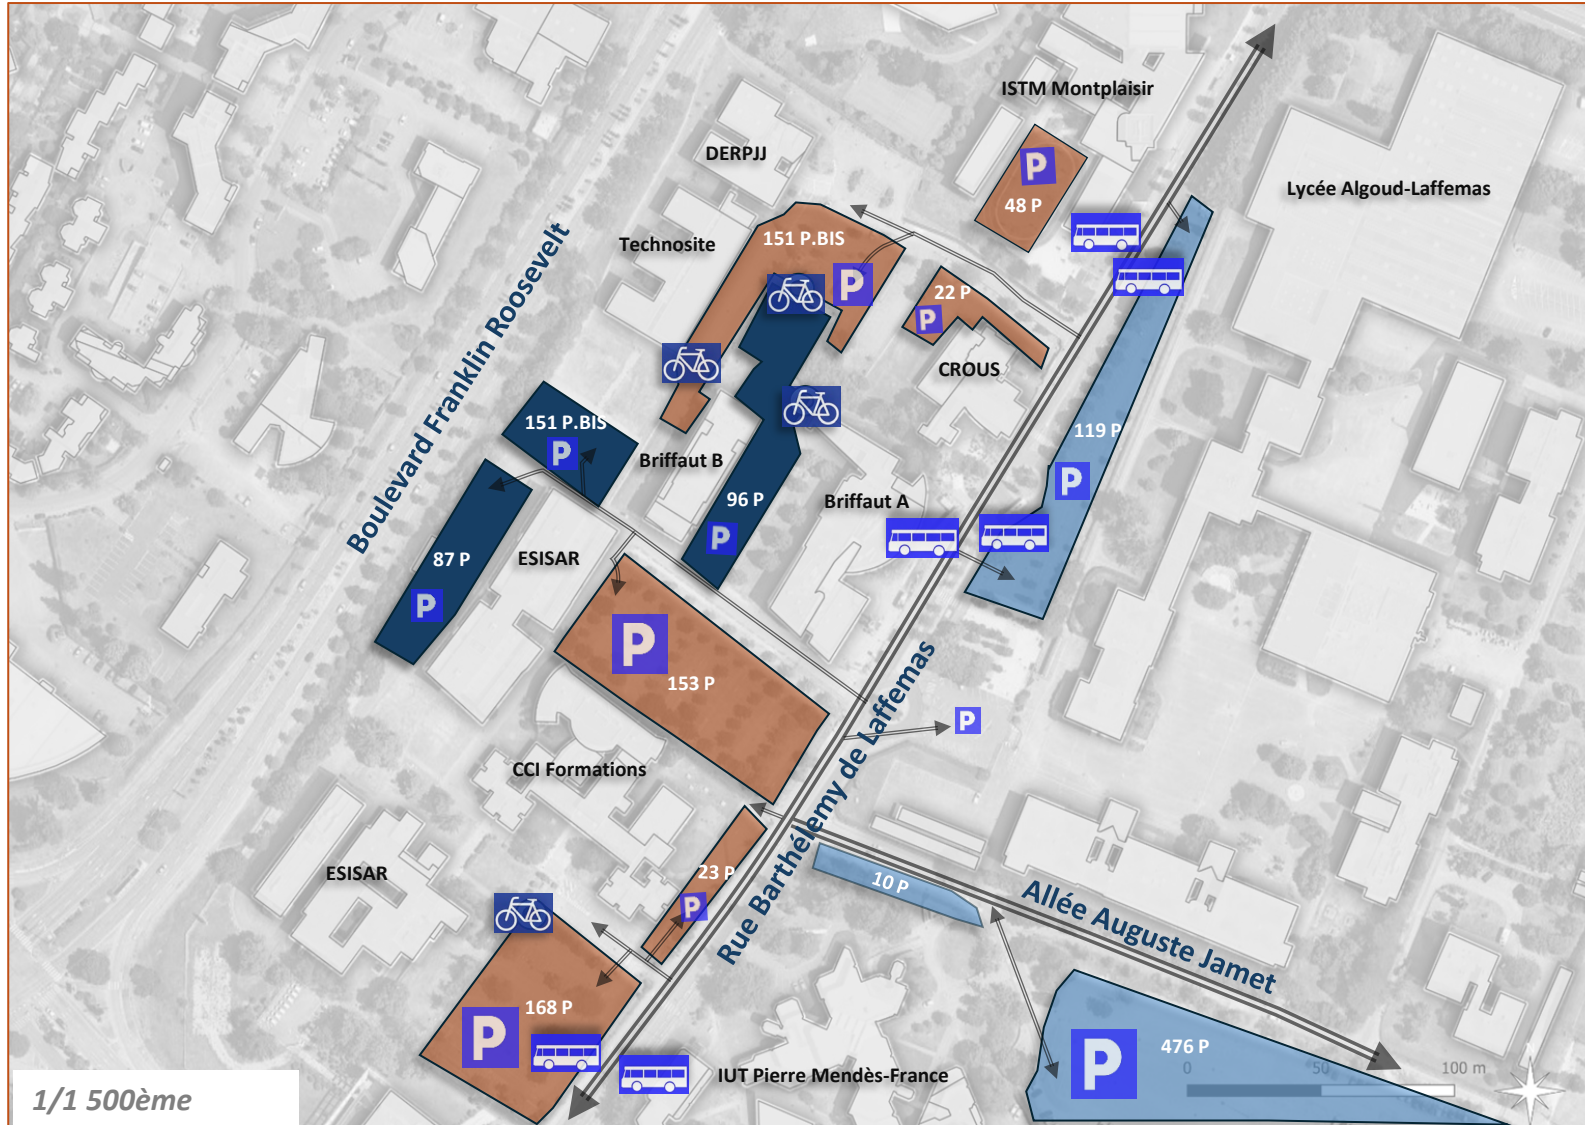 ISTM Montplaisir
P
48 P
DERPJJ
Lycée Algoud-Laffemas
Technosite
151 P.BIS
P
22 P
P
CROUS
Boulevard Franklin Roosevelt
151 P.BIS
P
Briffaut B
119 P
P
96 P
P
Briffaut A
87 P
P
ESISAR
P
153 P
P
Rue Barthélemy de Laffemas
CCI Formations
23 P
P
10 P
ESISAR
Allée Auguste Jamet
168 P
P
476 P
P
IUT Pierre Mendès-France
0
50
100 m
1/1 500ème